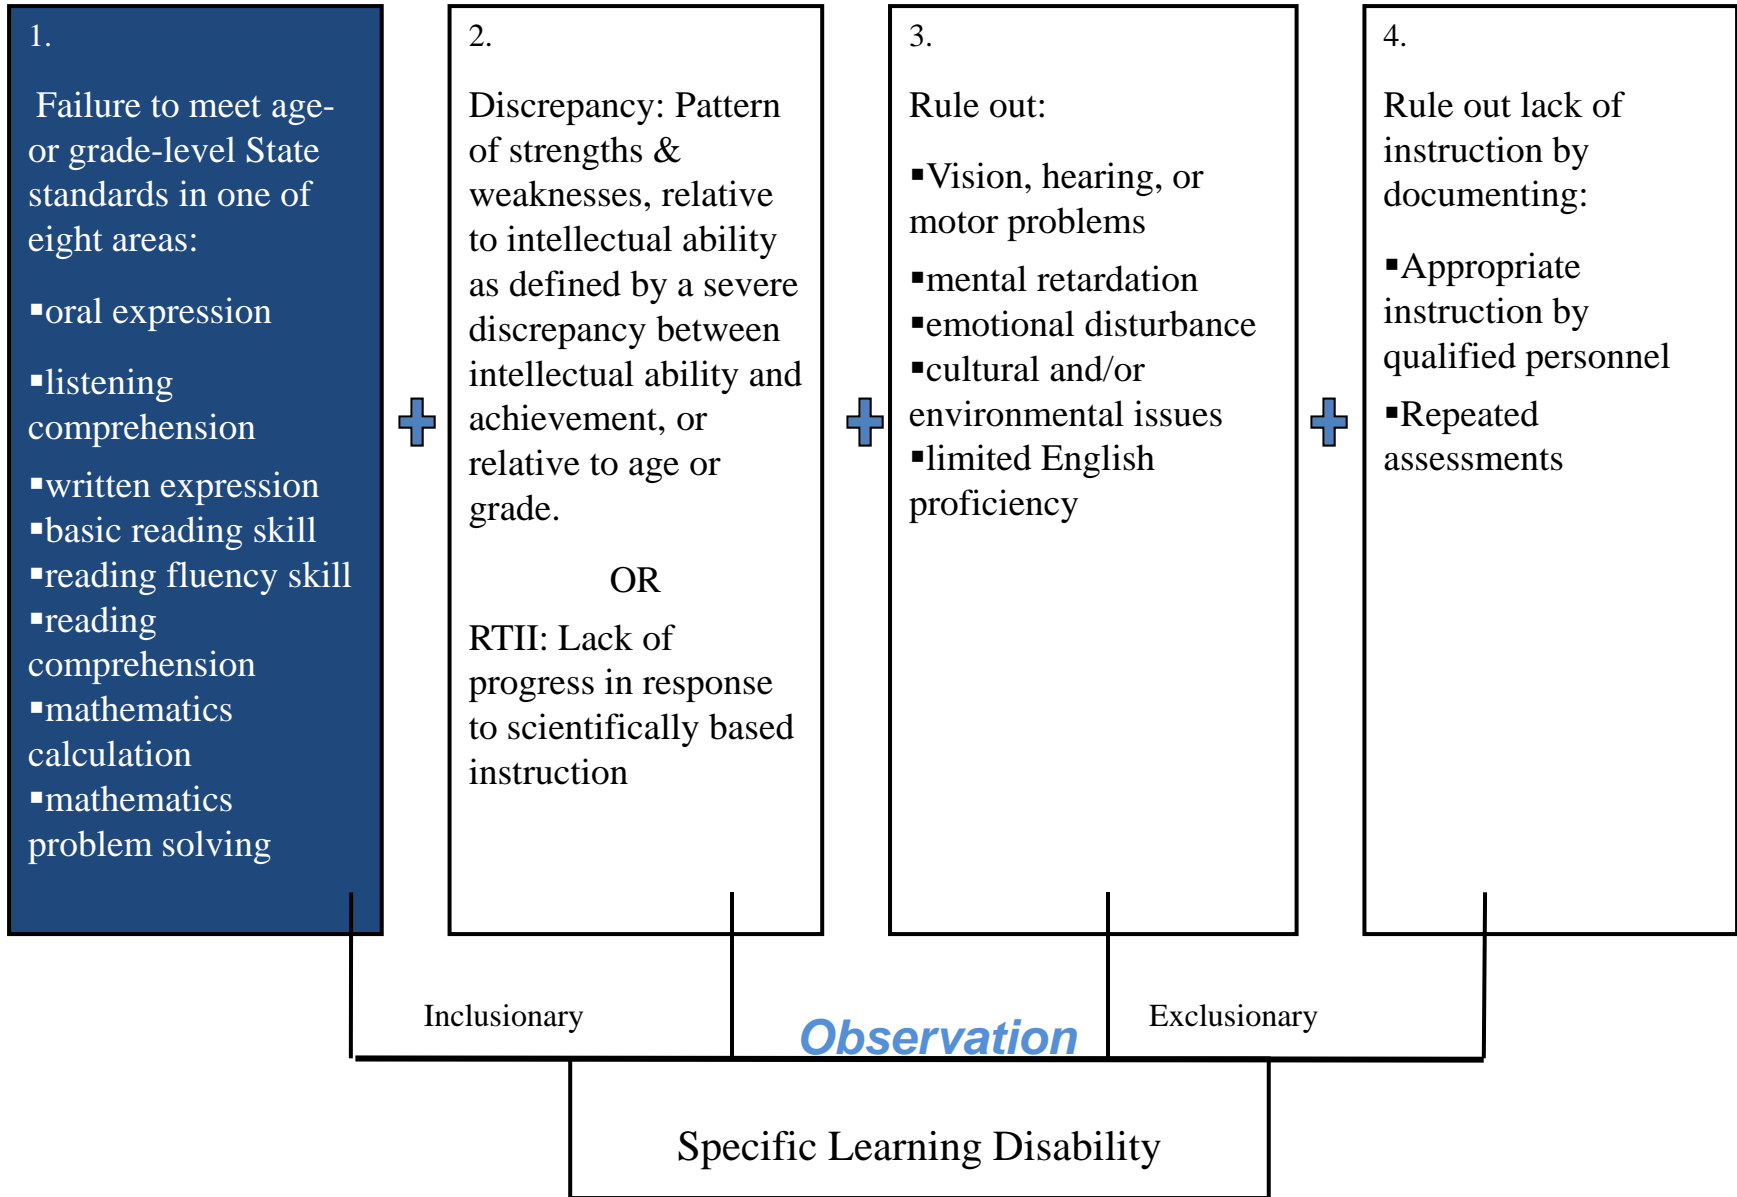 1.
Failure to meet age-
or grade-level State
standards in one of
eight areas:
▪oral expression
▪listening
comprehension
▪written expression
▪basic reading skill
▪reading fluency skill
▪reading
comprehension
▪mathematics
calculation
▪mathematics
problem solving
2.
Discrepancy: Pattern
of strengths &
weaknesses, relative
to intellectual ability
as defined by a severe
discrepancy between
intellectual ability and
achievement, or
relative to age or
grade.
OR
RTII: Lack of
progress in response
to scientifically based
instruction
3.
Rule out:
▪Vision, hearing, or
motor problems
▪mental retardation
▪emotional disturbance
▪cultural and/or
environmental issues
▪limited English
proficiency
4.
Rule out lack of
instruction by
documenting:
▪Appropriate
instruction by
qualified personnel
▪Repeated
assessments
Inclusionary
Observation
Exclusionary
Specific Learning Disability